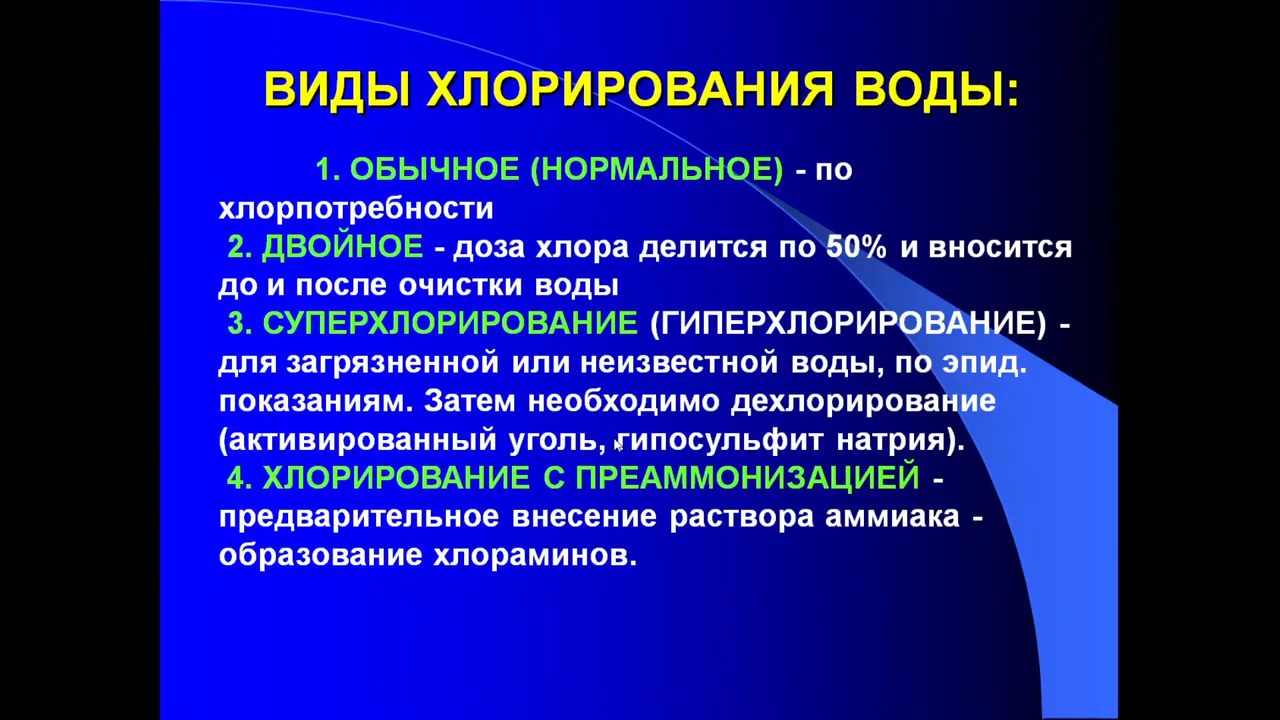 ВИДЫ ХЛОРИРОВАНИЯ ВОДЫ:
1. ОБЫЧНОЕ (НОРМАЛЬНОЕ) - по
хлорпотребности
2. ДВОЙНОЕ - доза хлора делится по 50% и вносится
до и после очистки воды
3. СУПЕРХЛОРИРОВАНИЕ (ГИПЕРХЛОРИРОВАНИЕ) -
для загрязненной или неизвестной воды, по эпид.
показаниям. Затем необходимо дехлорирование
(активированный уголь, гипосульфит натрия).
4. ХЛОРИРОВАНИЕ С ПРЕАММОНИЗАЦИЕЙ -
предварительное внесение раствора аммиака -
образование хлораминов.